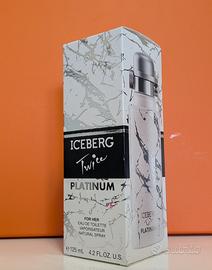 ICEBERG
Twice
PLATINUM
FOR HER
EAU DE TOILETTE
VAPORISATEUR
NATURAL SPRAY
℮ 125 mL 4.2 FL. OZ. U.S.
ICEBERG
PLATINUM